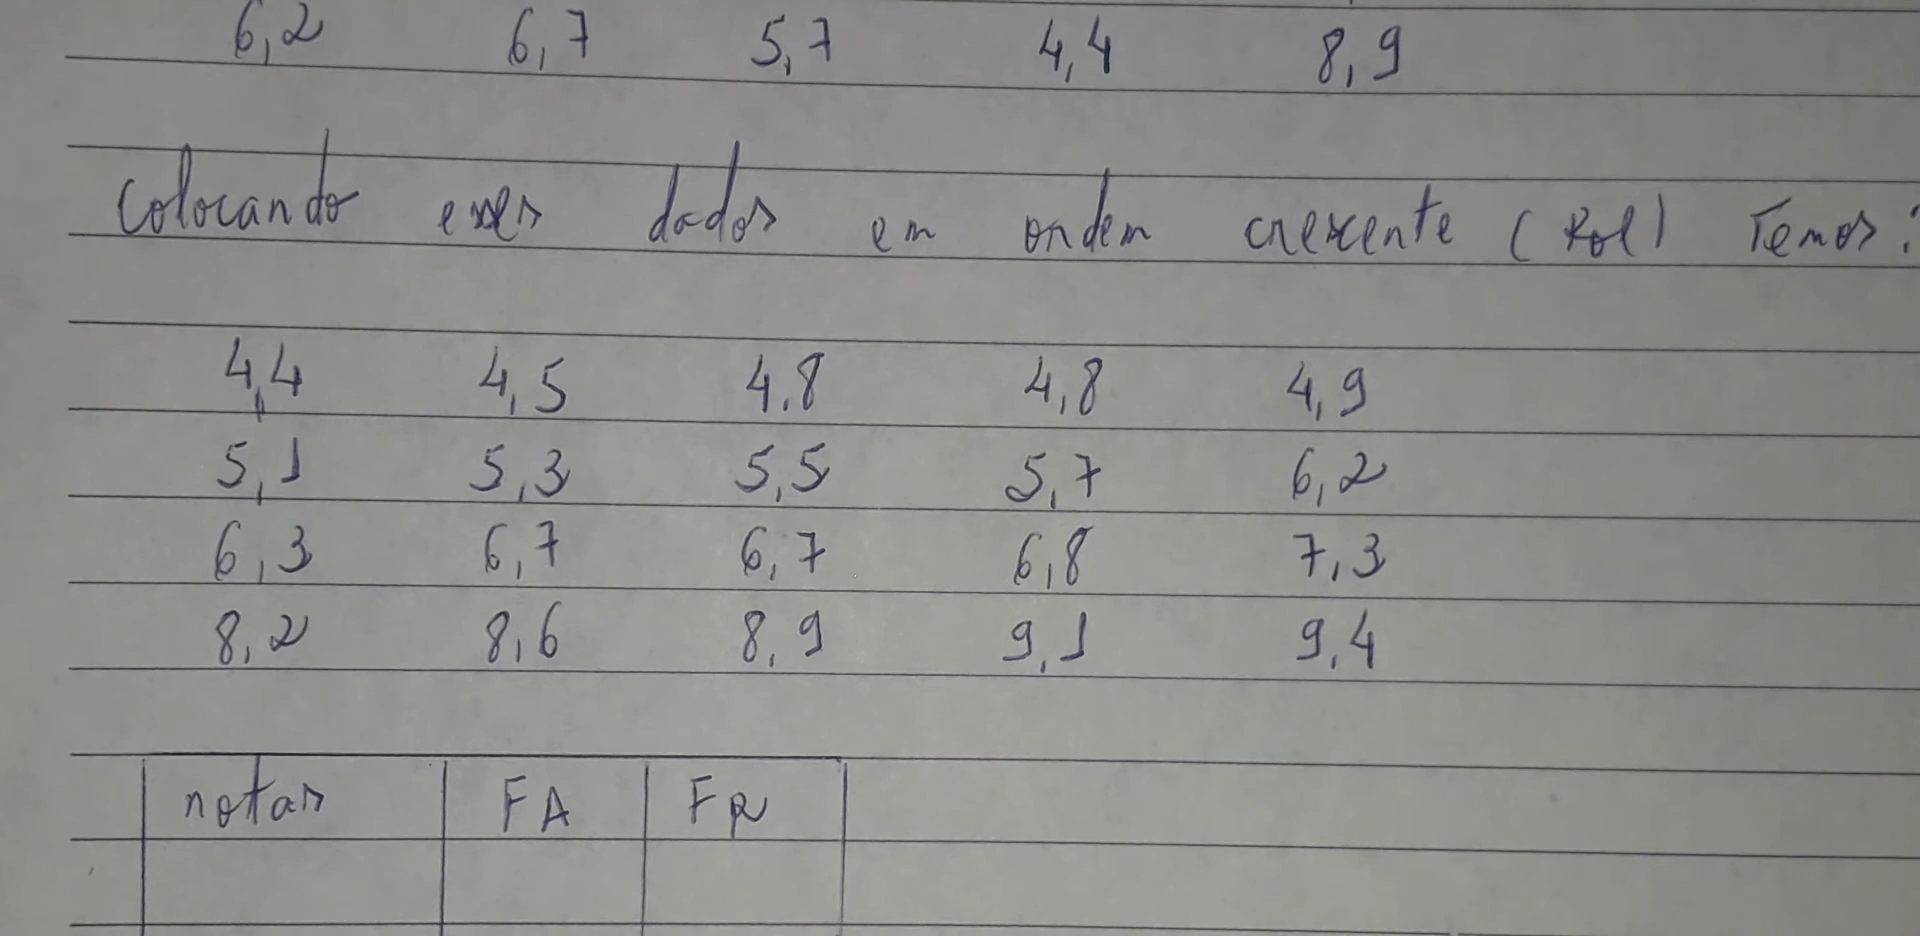 6,2 6,7 5,7 4,4 8,9
Colocando esses dados em ordem crescente (Rol) Temos:
4,4 4,5 4.8 4,8 4,9
5,1 5,3 5,5 5,7 6,2
6,3 6,7 6,7 6,8 7,3
8,2 8,6 8,9 9,1 9,4
notas FA FR